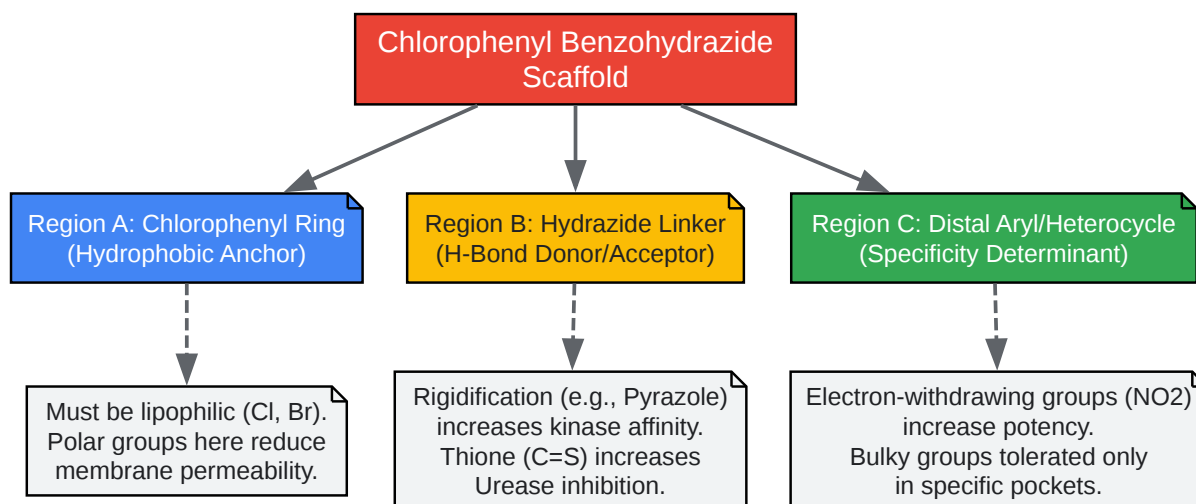 Chlorophenyl Benzohydrazide
Scaffold
Region A: Chlorophenyl Ring
(Hydrophobic Anchor)
Region B: Hydrazide Linker
(H-Bond Donor/Acceptor)
Region C: Distal Aryl/Heterocycle
(Specificity Determinant)
Must be lipophilic (Cl, Br).
Polar groups here reduce
membrane permeability.
Rigidification (e.g., Pyrazole)
increases kinase affinity.
Thione (C=S) increases
Urease inhibition.
Electron-withdrawing groups (NO2)
increase potency.
Bulky groups tolerated only
in specific pockets.